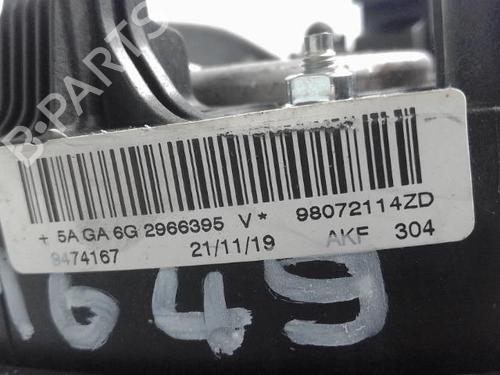 B-PARTS
+ 5A GA 6G 2966395 V* 98072114ZD
9474167 21/11/19 AKF 304
1649